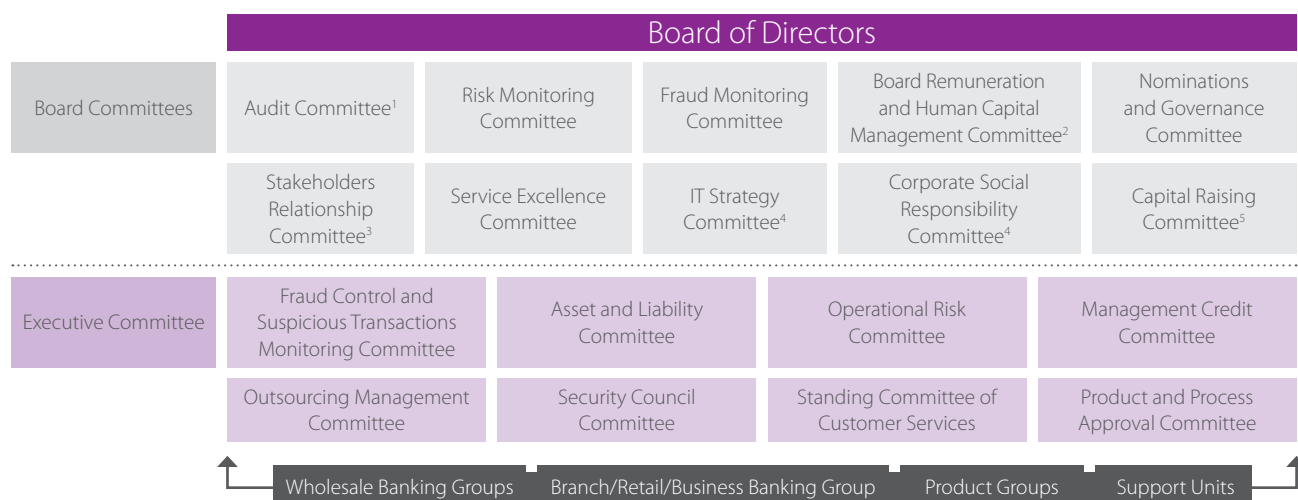 Board of Directors
Board Committees
Audit Committee¹
Risk Monitoring
Committee
Fraud Monitoring
Committee
Board Remuneration
and Human Capital
Management Committee²
Nominations
and Governance
Committee
Stakeholders
Relationship
Committee³
Service Excellence
Committee
IT Strategy
Committee⁴
Corporate Social
Responsibility
Committee⁴
Capital Raising
Committee⁵
Executive Committee
Fraud Control and
Suspicious Transactions
Monitoring Committee
Asset and Liability
Committee
Operational Risk
Committee
Management Credit
Committee
Outsourcing Management
Committee
Security Council
Committee
Standing Committee of
Customer Services
Product and Process
Approval Committee
Wholesale Banking Groups
Branch/Retail/Business Banking Group
Product Groups
Support Units